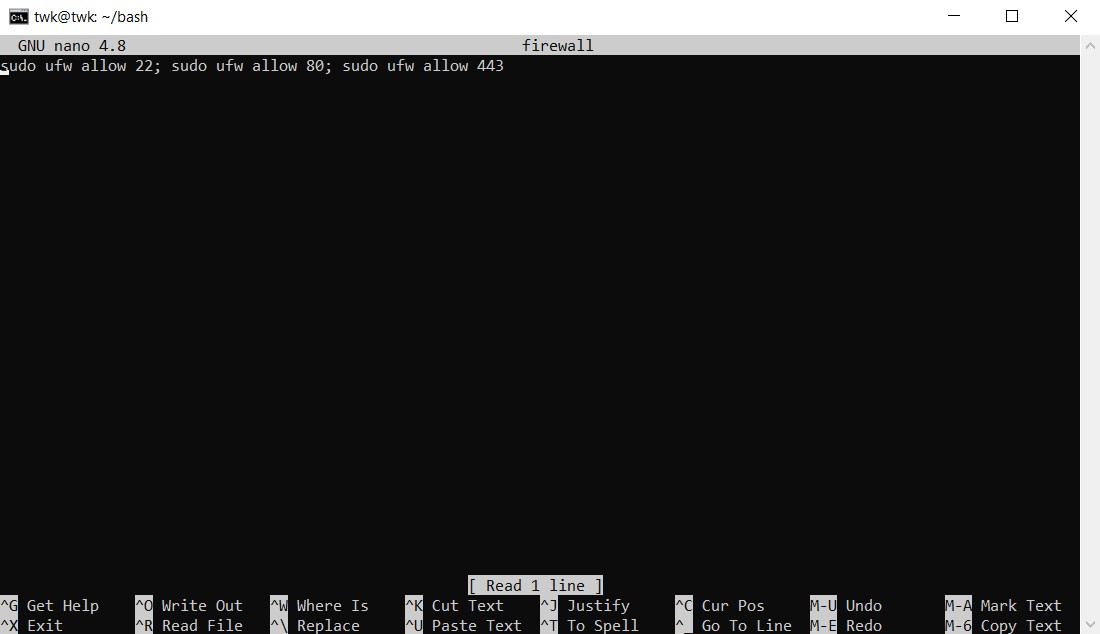 twk@twk: ~/bash
GNU nano 4.8 firewall
sudo ufw allow 22; sudo ufw allow 80; sudo ufw allow 443
[ Read 1 line ]
^G Get Help ^O Write Out ^W Where Is ^K Cut Text ^J Justify ^C Cur Pos M-U Undo M-A Mark Text
^X Exit ^R Read File ^\ Replace ^U Paste Text ^T To Spell ^_ Go To Line M-E Redo M-6 Copy Text